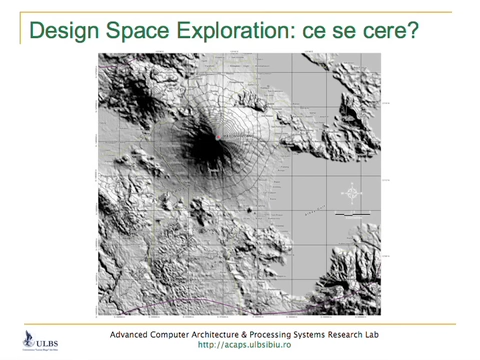 Design Space Exploration: ce se cere?
ULBS
Advanced Computer Architecture & Processing Systems Research Lab
http://acaps.ulbsibiu.ro